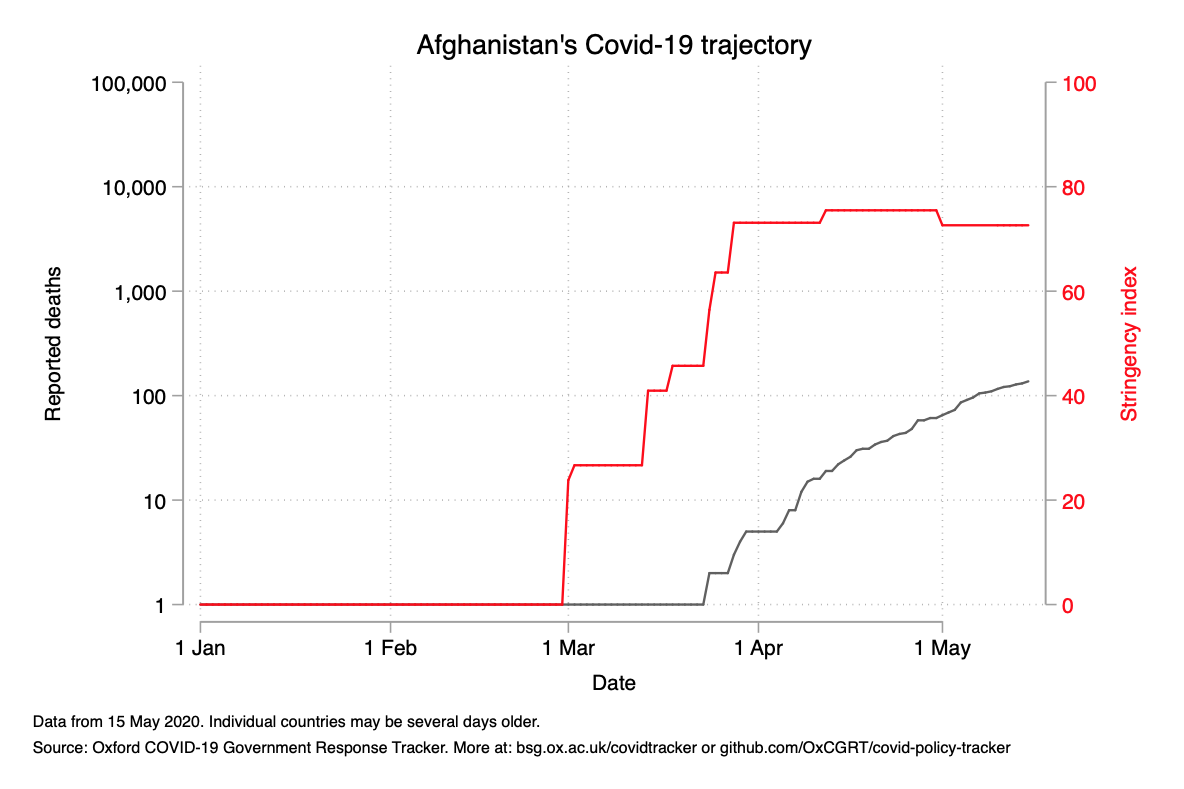 Afghanistan's Covid-19 trajectory
100,000
10,000
1,000
100
10
1
Reported deaths
100
80
60
40
20
0
Stringency index
1 Jan 1 Feb 1 Mar 1 Apr 1 May
Date
Data from 15 May 2020. Individual countries may be several days older.
Source: Oxford COVID-19 Government Response Tracker. More at: bsg.ox.ac.uk/covidtracker or github.com/OxCGRT/covid-policy-tracker